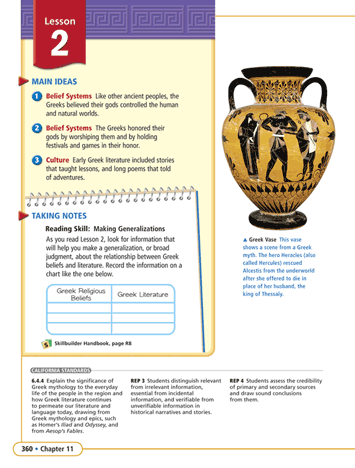 Lesson
2
MAIN IDEAS
1 Belief Systems Like other ancient peoples, the
Greeks believed their gods controlled the human
and natural worlds.
2 Belief Systems The Greeks honored their
gods by worshiping them and by holding
festivals and games in their honor.
3 Culture Early Greek literature included stories
that taught lessons, and long poems that told
of adventures.
TAKING NOTES
Reading Skill: Making Generalizations
As you read Lesson 2, look for information that
will help you make a generalization, or broad
judgment, about the relationship between Greek
beliefs and literature. Record the information on a
chart like the one below.
Greek Religious
Beliefs
Greek Literature
Skillbuilder Handbook, page R8
▲ Greek Vase This vase
shows a scene from a Greek
myth. The hero Heracles (also
called Hercules) rescued
Alcestis from the underworld
after she offered to die in
place of her husband, the
king of Thessaly.
CALIFORNIA STANDARDS
6.4.4 Explain the significance of
Greek mythology to the everyday
life of the people in the region and
how Greek literature continues
to permeate our literature and
language today, drawing from
Greek mythology and epics, such
as Homer's Iliad and Odyssey, and
from Aesop's Fables.
REP 3 Students distinguish relevant
from irrelevant information,
essential from incidental
information, and verifiable from
unverifiable information in
historical narratives and stories.
REP 4 Students assess the credibility
of primary and secondary sources
and draw sound conclusions
from them.
360 • Chapter 11